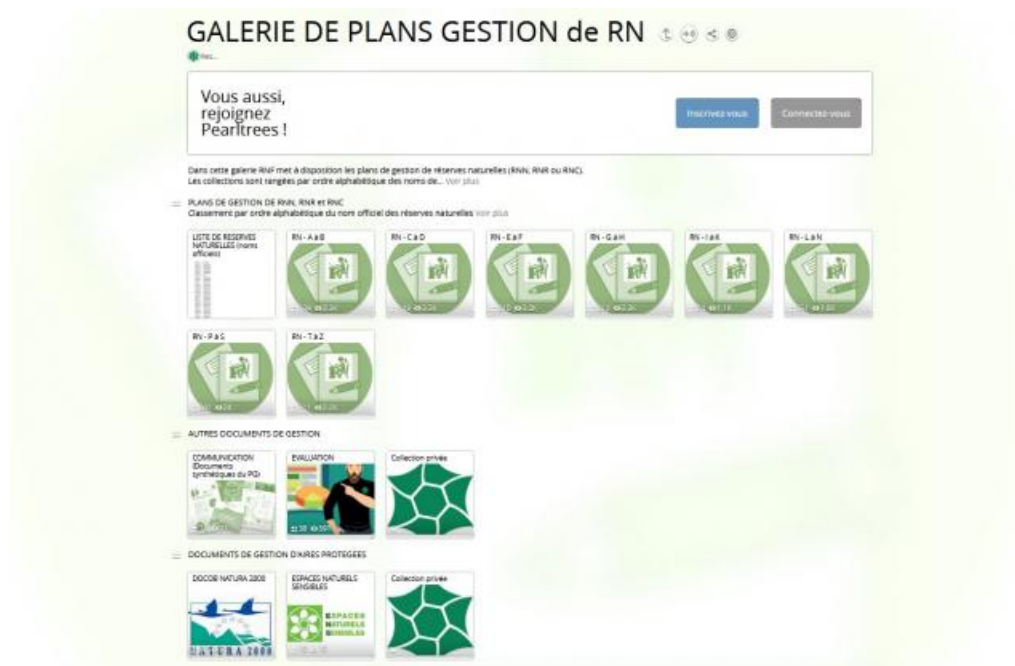 GALERIE DE PLANS GESTION de RN
Vous aussi,
rejoignez
Pearltrees !
Inscrivez-vous
Connectez-vous
Dans cette galerie RNF met à disposition les plans de gestion de réserves naturelles (RNN, RNR ou RNC).
Les collections sont rangées par ordre alphabétique des noms de... Voir plus
PLANS DE GESTION DE RNN, RNR et RNC
Classement par ordre alphabétique du nom officiel des réserves naturelles Voir plus
LISTE DE RESERVES
NATURELLES (noms
officiels)
RN - A à B
RN - C à D
RN - E à F
RN - G à H
RN - I à K
RN - L à N
RN - P à S
RN - T à Z
AUTRES DOCUMENTS DE GESTION
COMMUNICATION
(Documents
synthétiques du PG)
EVALUATION
Collection privée
DOCUMENTS DE GESTION D'AIRES PROTEGEES
DOCOB NATURA 2000
ESPACES NATURELS
SENSIBLES
Collection privée
NATURA 2000
ESPACES
NATURELS
SENSIBLES